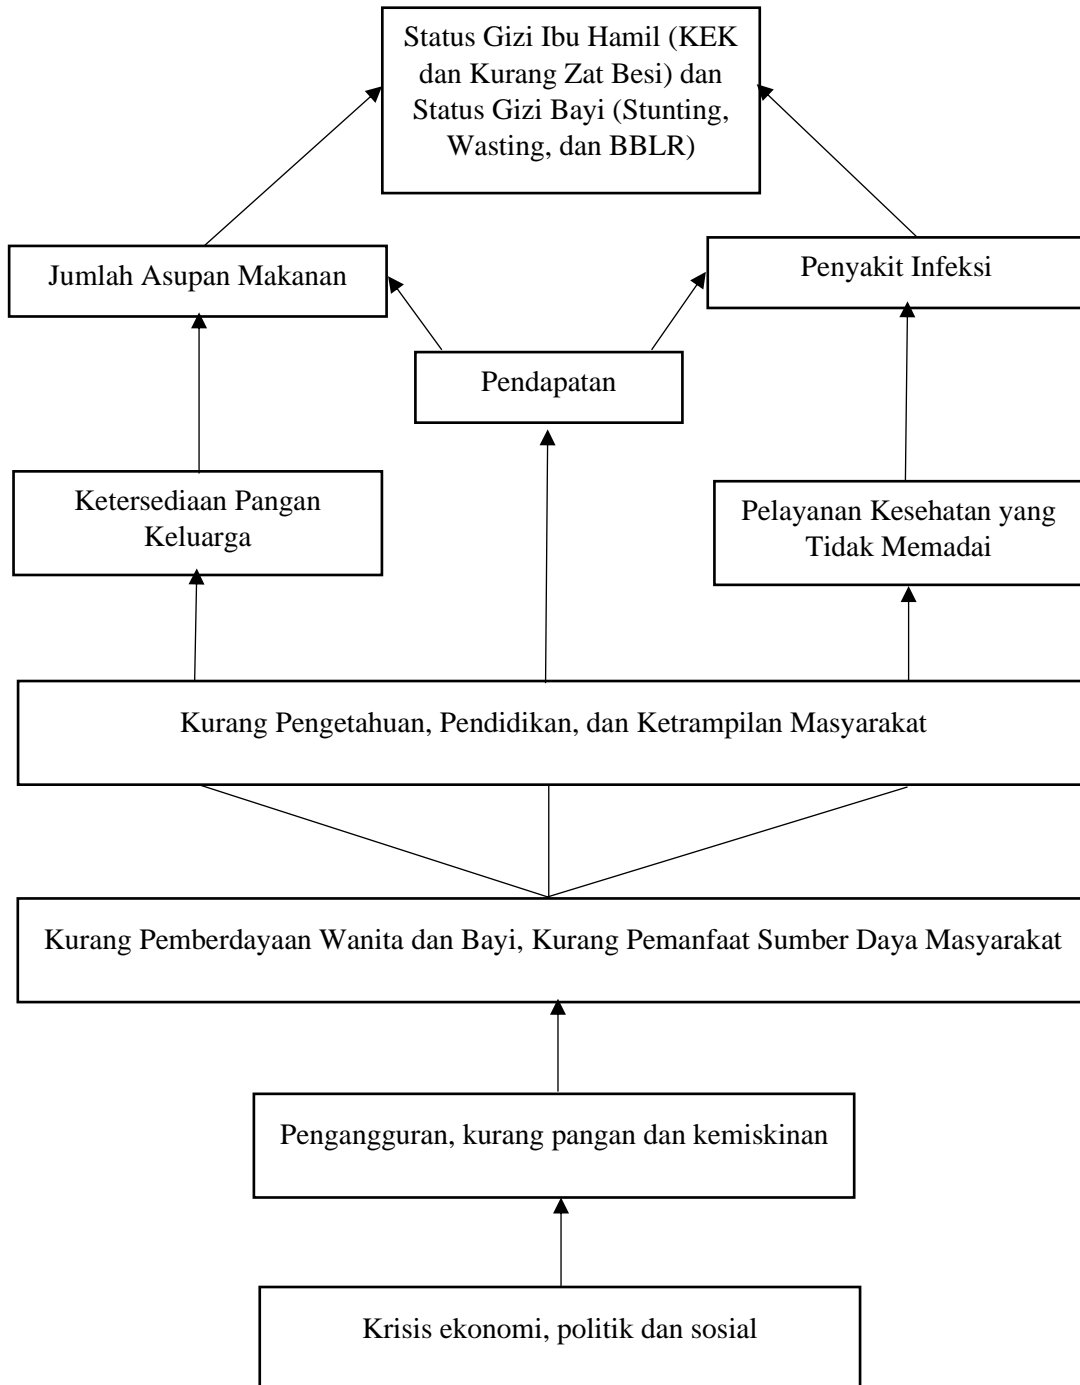 Status Gizi Ibu Hamil (KEK
dan Kurang Zat Besi) dan
Status Gizi Bayi (Stunting,
Wasting, dan BBLR)
Jumlah Asupan Makanan
Penyakit Infeksi
Pendapatan
Ketersediaan Pangan
Keluarga
Pelayanan Kesehatan yang
Tidak Memadai
Kurang Pengetahuan, Pendidikan, dan Ketrampilan Masyarakat
Kurang Pemberdayaan Wanita dan Bayi, Kurang Pemanfaat Sumber Daya Masyarakat
Pengangguran, kurang pangan dan kemiskinan
Krisis ekonomi, politik dan sosial